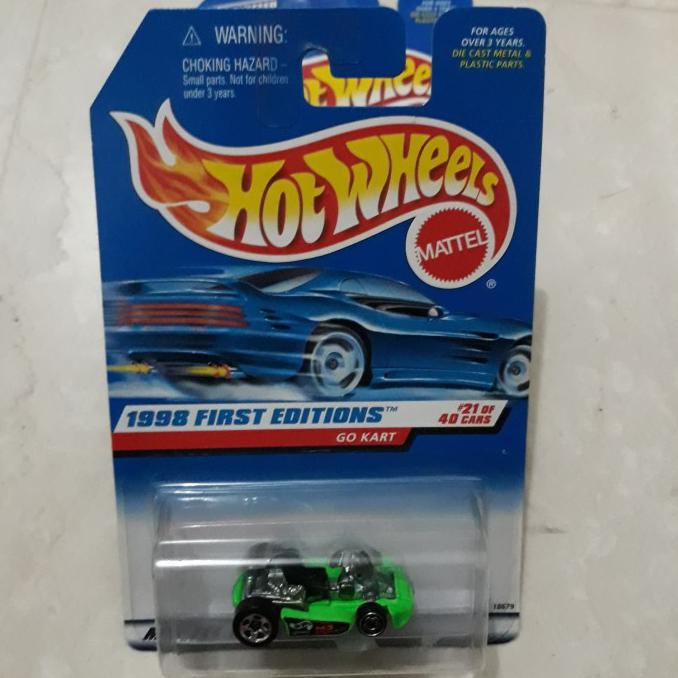 WARNING:
CHOKING HAZARD –
Small parts. Not for children
under 3 years.
FOR AGES
OVER 3 YEARS.
DIE CAST METAL &
PLASTIC PARTS.
HOT WHEELS
MATTEL
®
1998 FIRST EDITIONS™
#21 OF
40 CARS
GO KART
18679